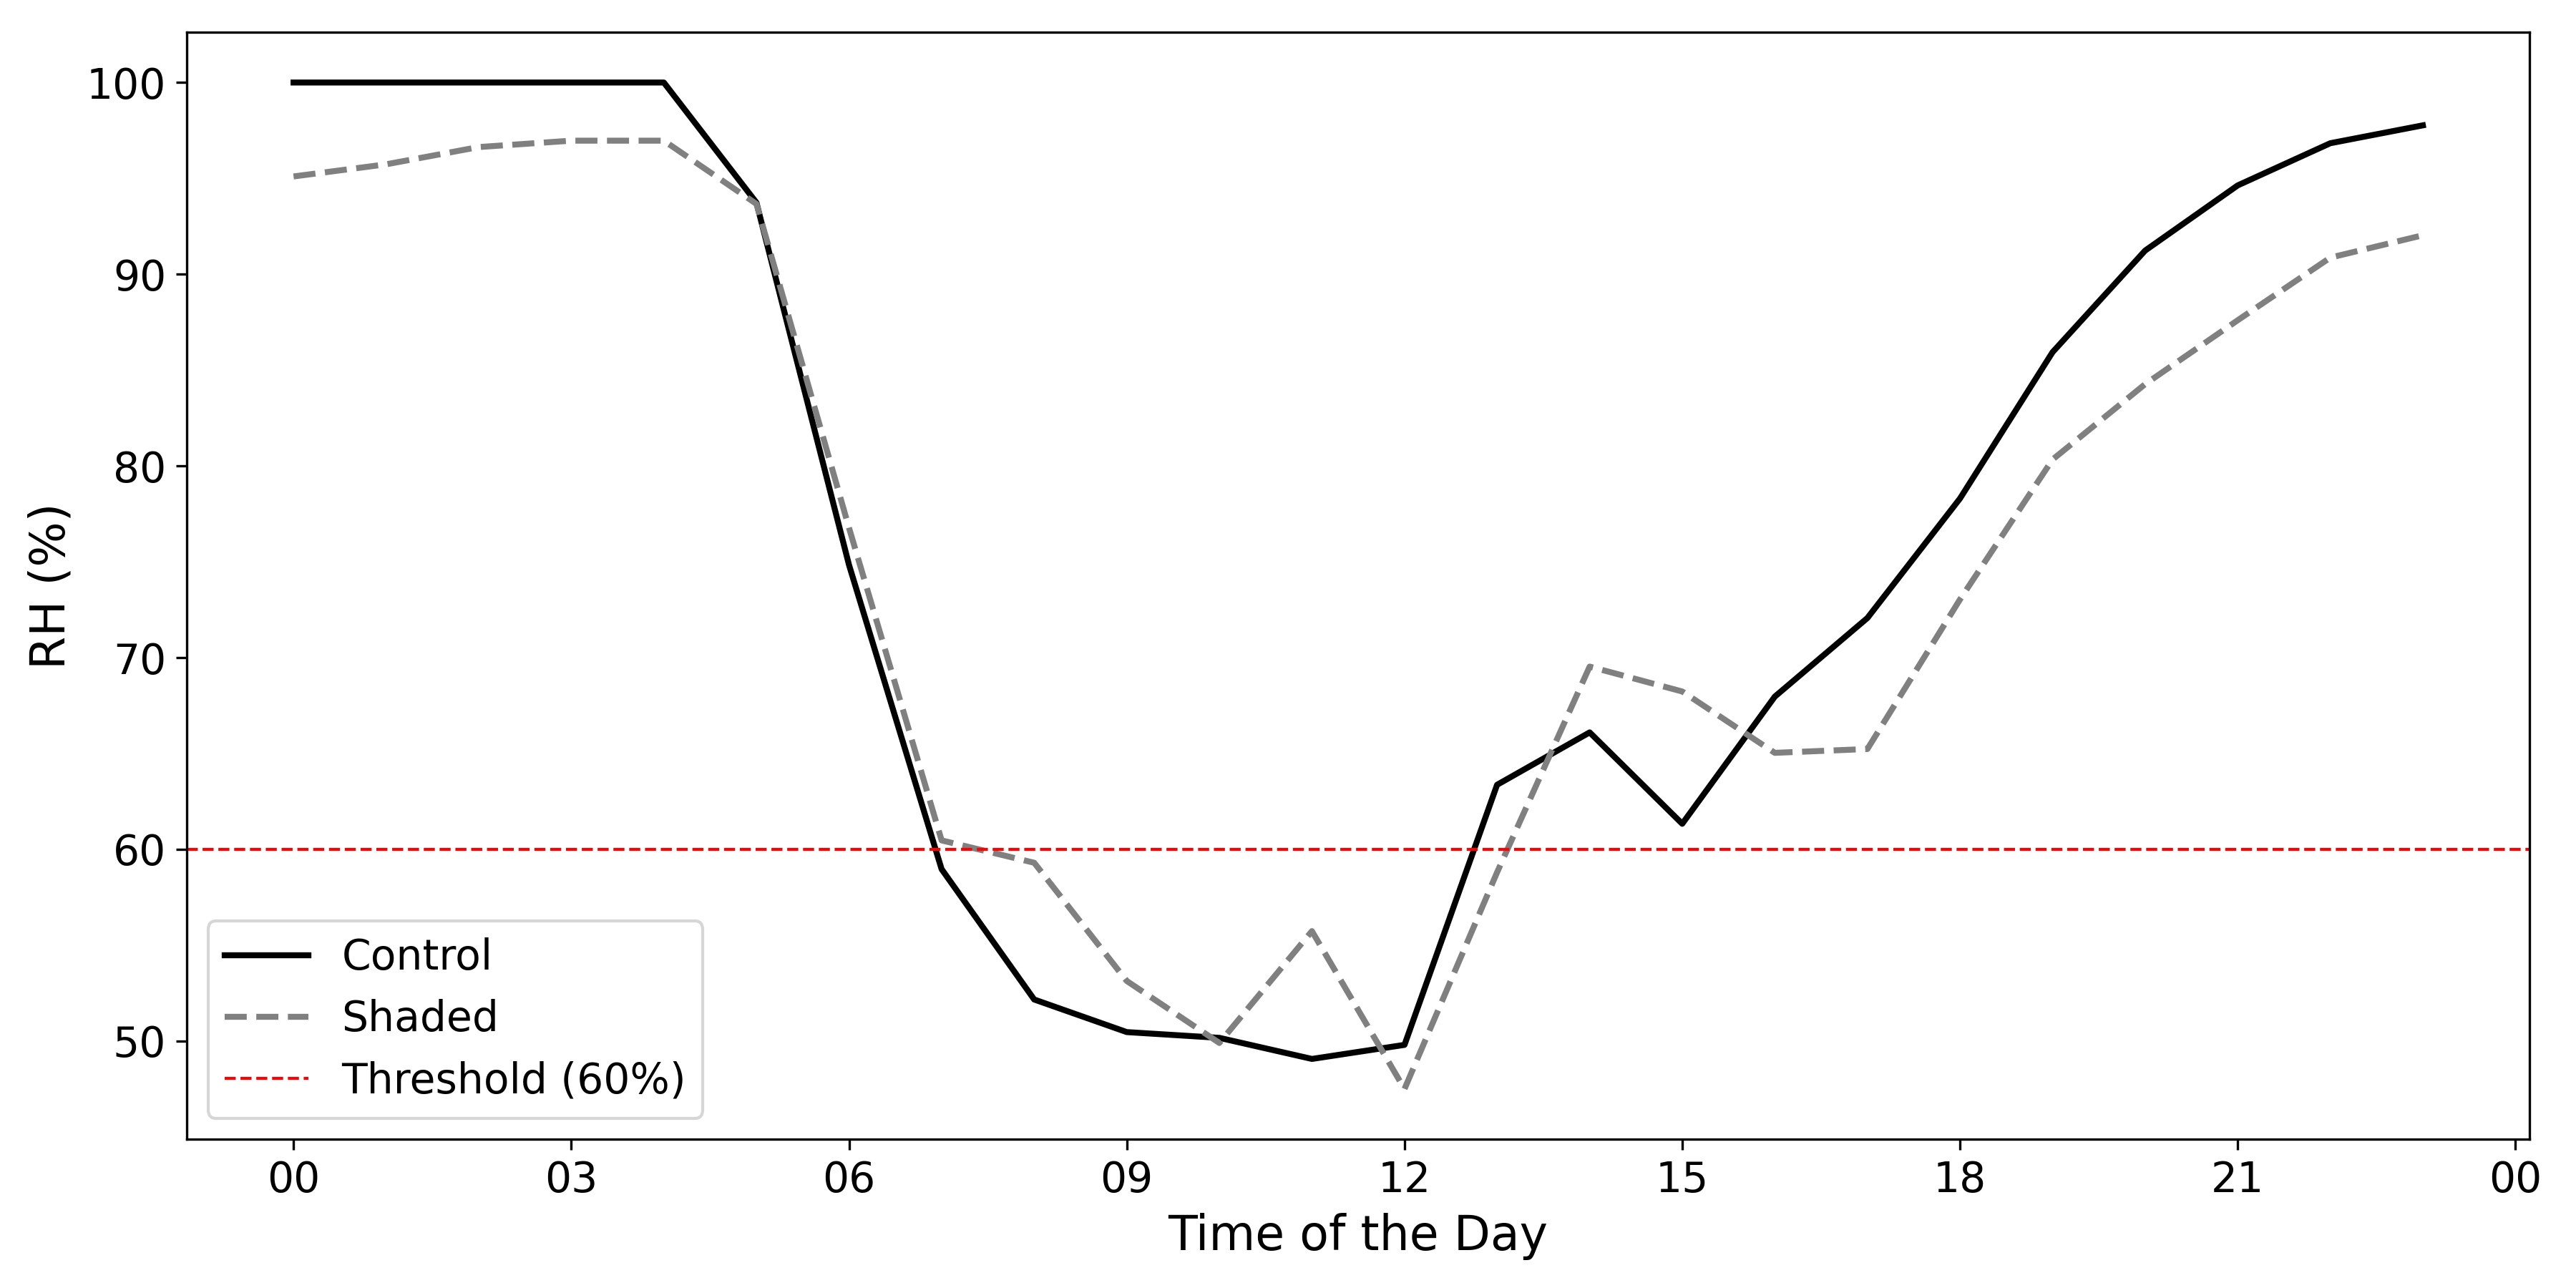 100
90
80
70
60
50
RH (%)
Control
Shaded
Threshold (60%)
00 03 06 09 12 15 18 21 00
Time of the Day